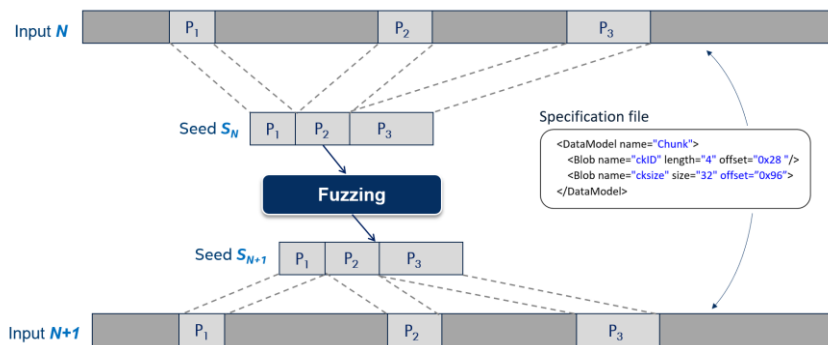 Input N
P1
P2
P3
Specification file
Seed SN
P1
P2
P3
<DataModel name="Chunk">
<Blob name="ckID" length="4" offset="0x28 "/>
<Blob name="cksize" size="32" offset="0x96">
</DataModel>
Fuzzing
Seed SN+1
P1
P2
P3
Input N+1
P1
P2
P3